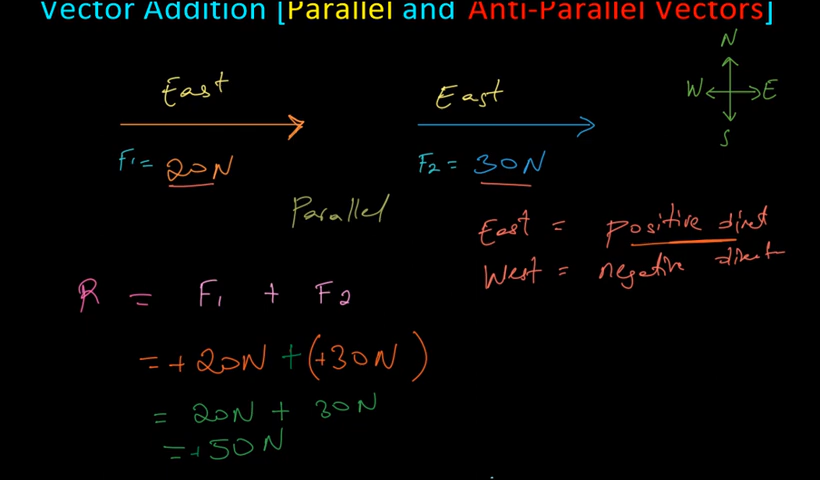 Vector Addition [Parallel and Anti-Parallel Vectors]
N
W E
S
East East
F1 = 20N F2 = 30N
Parallel
East = positive direct
West = negative direct
R = F1 + F2
= +20N + (+30N)
= 20N + 30N
= +50N